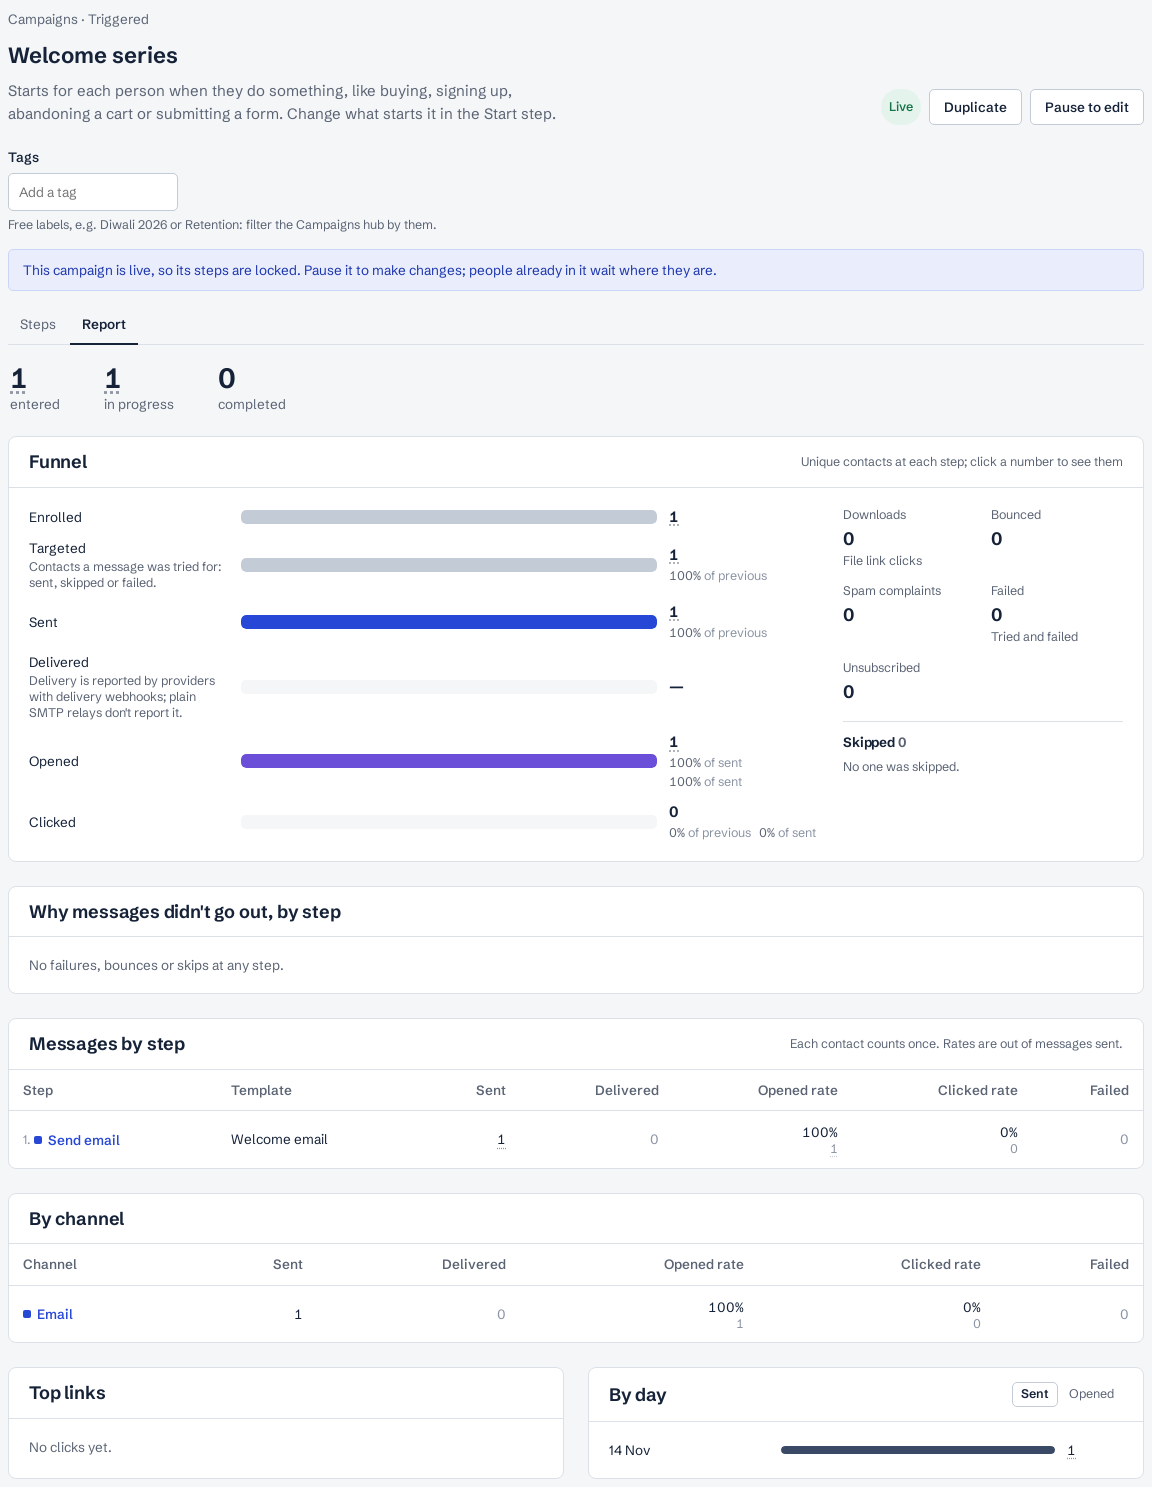 Campaigns · Triggered
Welcome series
Starts for each person when they do something, like buying, signing up,
abandoning a cart or submitting a form. Change what starts it in the Start step.
Live
Duplicate
Pause to edit
Tags
Add a tag
Free labels, e.g. Diwali 2026 or Retention: filter the Campaigns hub by them.
This campaign is live, so its steps are locked. Pause it to make changes; people already in it wait where they are.
Steps
Report
1
entered
1
in progress
0
completed
Funnel
Unique contacts at each step; click a number to see them
Enrolled
1
Targeted
Contacts a message was tried for:
sent, skipped or failed.
1
100% of previous
Sent
1
100% of previous
Delivered
Delivery is reported by providers
with delivery webhooks; plain
SMTP relays don't report it.
—
Opened
1
100% of sent
100% of sent
Clicked
0
0% of previous 0% of sent
Downloads
0
File link clicks
Bounced
0
Spam complaints
0
Failed
0
Tried and failed
Unsubscribed
0
Skipped 0
No one was skipped.
Why messages didn't go out, by step
No failures, bounces or skips at any step.
Messages by step
Each contact counts once. Rates are out of messages sent.
Step Template Sent Delivered Opened rate Clicked rate Failed
1. Send email Welcome email 1 0 100% 0% 0
1 0
By channel
Channel Sent Delivered Opened rate Clicked rate Failed
Email 1 0 100% 0% 0
1 0
Top links
No clicks yet.
By day
Sent
Opened
14 Nov 1